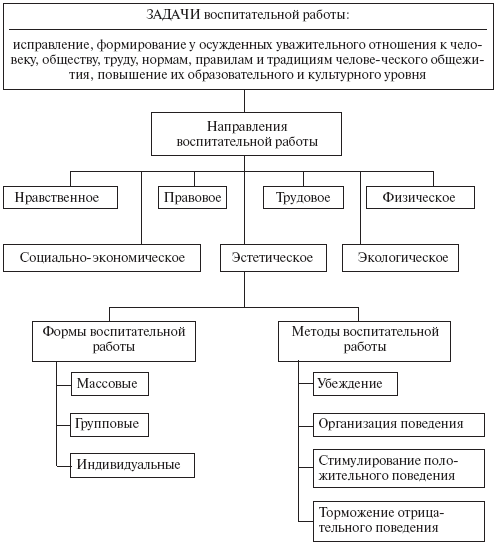 ЗАДАЧИ воспитательной работы:
исправление, формирование у осужденных уважительного отношения к чело-
веку, обществу, труду, нормам, правилам и традициям челове-ческого общежи-
тия, повышение их образовательного и культурного уровня
Направления
воспитательной работы
Нравственное
Правовое
Трудовое
Физическое
Социально-экономическое
Эстетическое
Экологическое
Формы воспитательной
работы
Массовые
Групповые
Индивидуальные
Методы воспитательной
работы
Убеждение
Организация поведения
Стимулирование поло-
жительного поведения
Торможение отрица-
тельного поведения